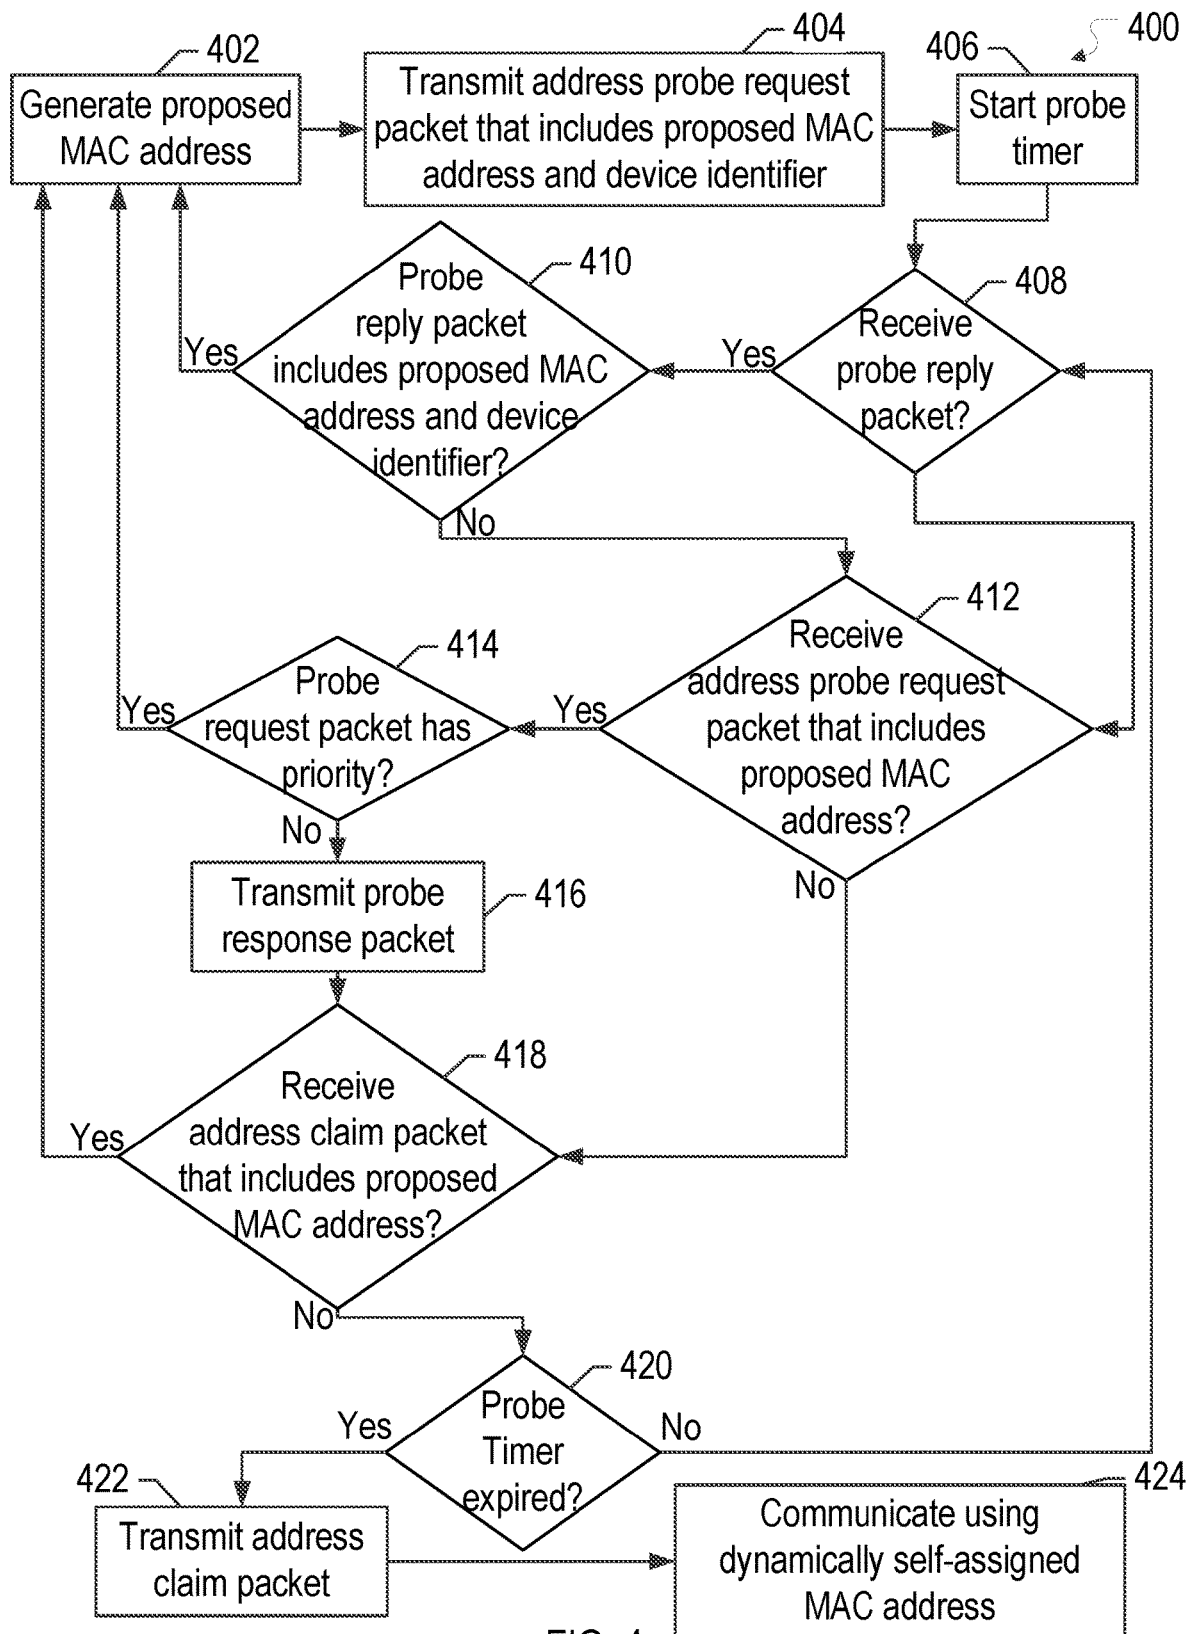 400
402
Generate proposed
MAC address
404
Transmit address probe request
packet that includes proposed MAC
address and device identifier
406
Start probe
timer
408
Receive
probe reply
packet?
Yes
410
Probe
reply packet
includes proposed MAC
address and device
identifier?
Yes
No
412
Receive
address probe request
packet that includes
proposed MAC
address?
Yes
No
414
Probe
request packet has
priority?
Yes
No
416
Transmit probe
response packet
418
Receive
address claim packet
that includes proposed
MAC address?
Yes
No
420
Probe
Timer
expired?
Yes
No
422
Transmit address
claim packet
424
Communicate using
dynamically self-assigned
MAC address